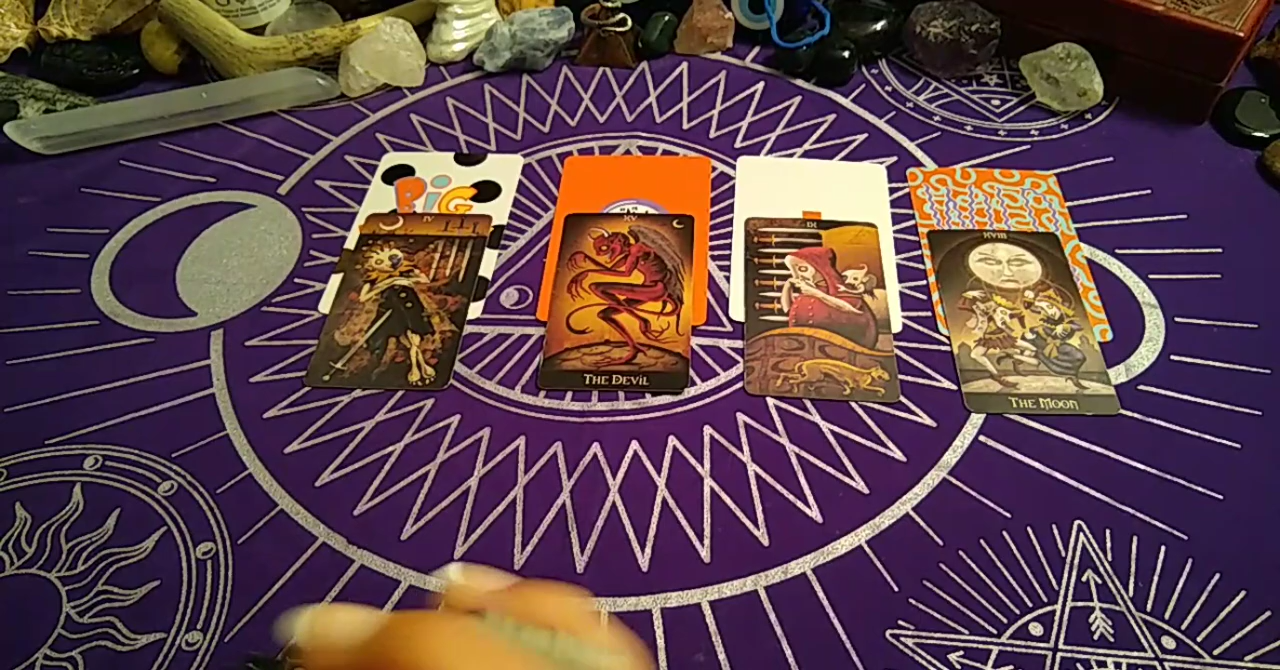 BiG
IV
XV
THE DEVIL
IX
XVIII
THE MOON